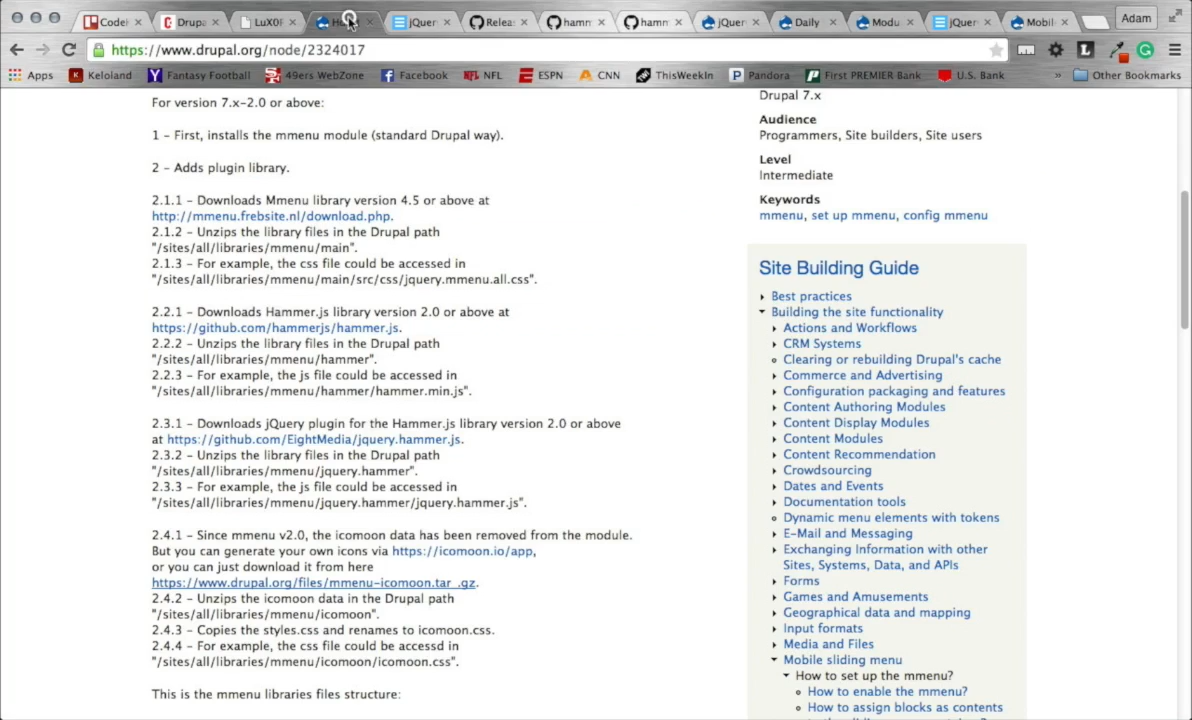 CodeI
Drupa
LuX0I
jQuer
Relea
hamm
hamm
jQuer
Daily
Modu
jQuer
Mobil
Adam
https://www.drupal.org/node/2324017
Apps
Keloland
Fantasy Football
49ers WebZone
Facebook
NFL
ESPN
CNN
ThisWeekIn
Pandora
First PREMIER Bank
U.S. Bank
»
Other Bookmarks
For version 7.x-2.0 or above:
1 - First, installs the mmenu module (standard Drupal way).
2 - Adds plugin library.
2.1.1 - Downloads Mmenu library version 4.5 or above at
http://mmenu.frebsite.nl/download.php.
2.1.2 - Unzips the library files in the Drupal path
"/sites/all/libraries/mmenu/main".
2.1.3 - For example, the css file could be accessed in
"/sites/all/libraries/mmenu/main/src/css/jquery.mmenu.all.css".
2.2.1 - Downloads Hammer.js library version 2.0 or above at
https://github.com/hammerjs/hammer.js.
2.2.2 - Unzips the library files in the Drupal path
"/sites/all/libraries/mmenu/hammer".
2.2.3 - For example, the js file could be accessed in
"/sites/all/libraries/mmenu/hammer/hammer.min.js".
2.3.1 - Downloads jQuery plugin for the Hammer.js library version 2.0 or above
at https://github.com/EightMedia/jquery.hammer.js.
2.3.2 - Unzips the library files in the Drupal path
"/sites/all/libraries/mmenu/jquery.hammer".
2.3.3 - For example, the js file could be accessed in
"/sites/all/libraries/mmenu/jquery.hammer/jquery.hammer.js".
2.4.1 - Since mmenu v2.0, the icomoon data has been removed from the module.
But you can generate your own icons via https://icomoon.io/app,
or you can just download it from here
https://www.drupal.org/files/mmenu-icomoon.tar_.gz.
2.4.2 - Unzips the icomoon data in the Drupal path
"/sites/all/libraries/mmenu/icomoon".
2.4.3 - Copies the styles.css and renames to icomoon.css.
2.4.4 - For example, the css file could be accessd in
"/sites/all/libraries/mmenu/icomoon/icomoon.css".
This is the mmenu libraries files structure:
Drupal 7.x
Audience
Programmers, Site builders, Site users
Level
Intermediate
Keywords
mmenu, set up mmenu, config mmenu
Site Building Guide
Best practices
Building the site functionality
Actions and Workflows
CRM Systems
Clearing or rebuilding Drupal's cache
Commerce and Advertising
Configuration packaging and features
Content Authoring Modules
Content Display Modules
Content Modules
Content Recommendation
Crowdsourcing
Dates and Events
Documentation tools
Dynamic menu elements with tokens
E-Mail and Messaging
Exchanging Information with other
Sites, Systems, Data, and APIs
Forms
Games and Amusements
Geographical data and mapping
Input formats
Media and Files
Mobile sliding menu
How to set up the mmenu?
How to enable the mmenu?
How to assign blocks as contents